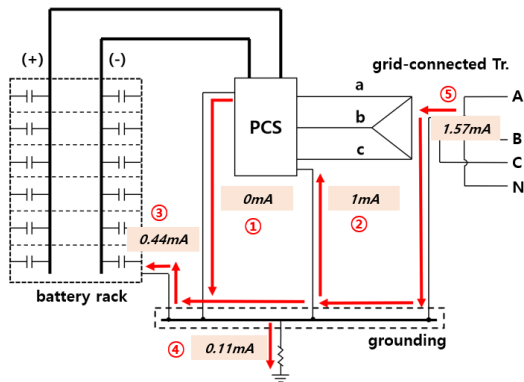 (+)
(-)
grid-connected Tr.
a
⑤
A
PCS
b
1.57mA
B
c
C
0mA
1mA
N
③
①
②
0.44mA
battery rack
④
0.11mA
grounding